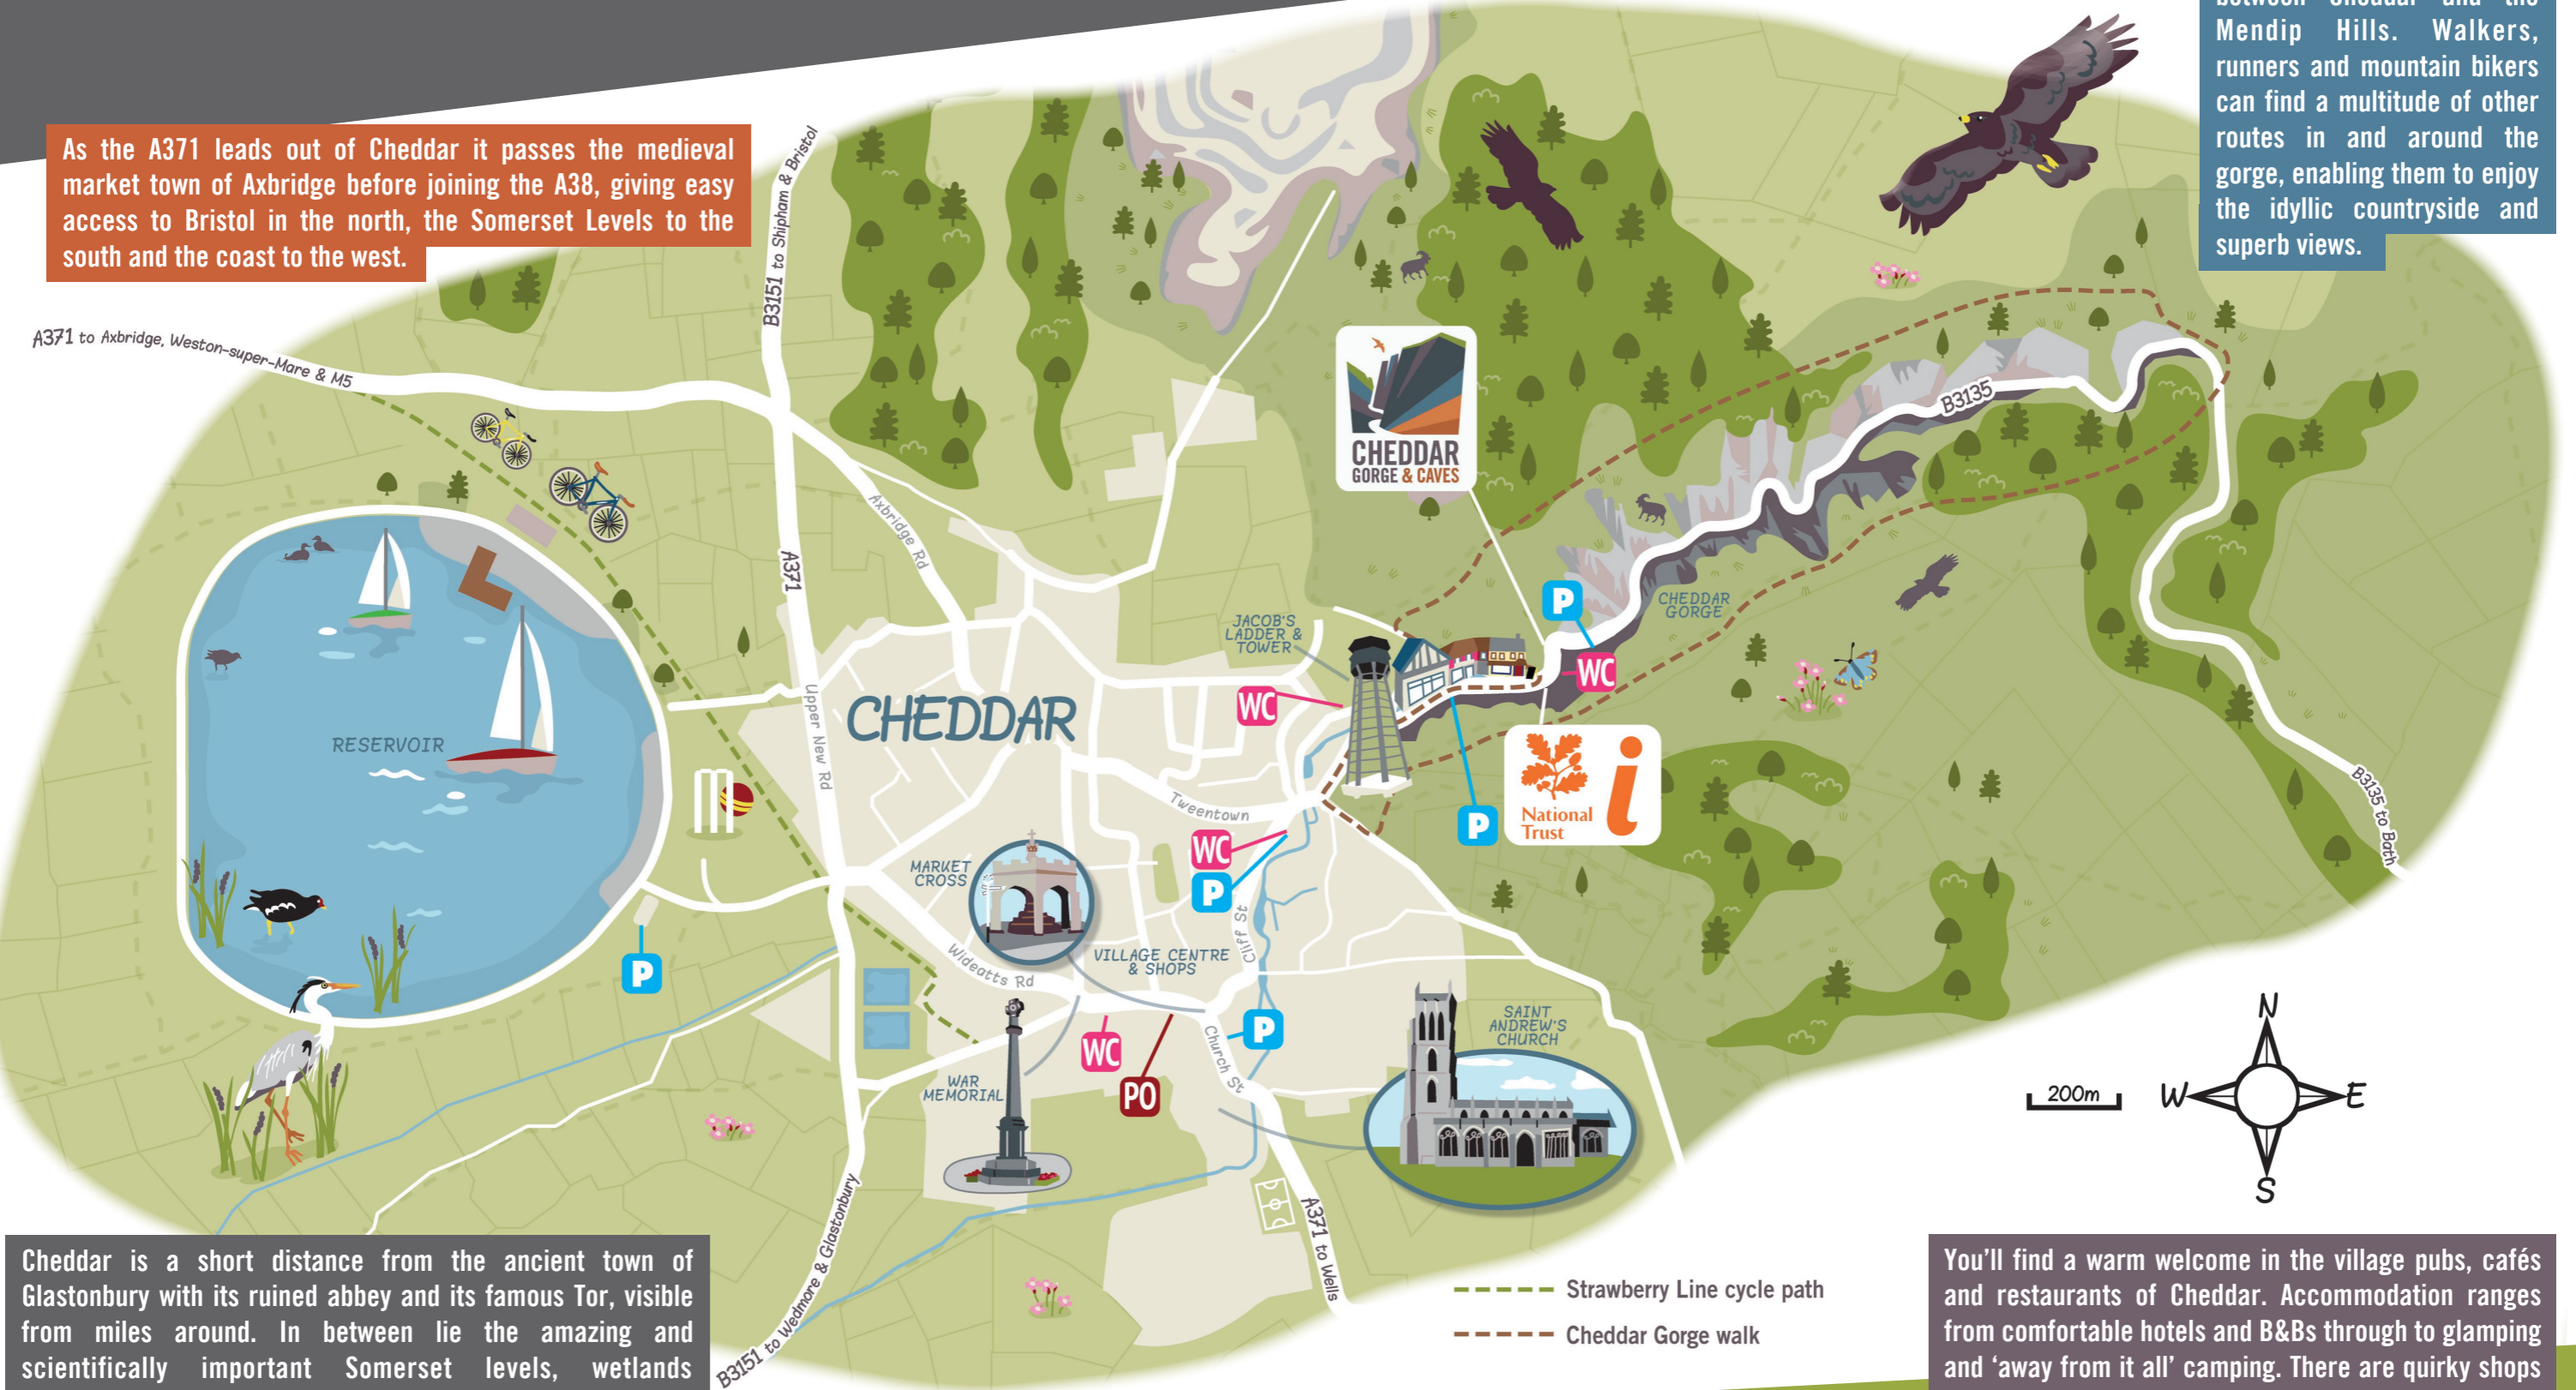 between Cheddar and the
Mendip Hills. Walkers,
runners and mountain bikers
can find a multitude of other
routes in and around the
gorge, enabling them to enjoy
the idyllic countryside and
superb views.
As the A371 leads out of Cheddar it passes the medieval
market town of Axbridge before joining the A38, giving easy
access to Bristol in the north, the Somerset Levels to the
south and the coast to the west.
B3151 to Shipham & Bristol
A371 to Axbridge, Weston-super-Mare & M5
CHEDDAR
GORGE & CAVES
B3135
Axbridge Rd
A371
P
CHEDDAR
GORGE
JACOB'S
LADDER &
TOWER
WC
WC
Upper New Rd
CHEDDAR
RESERVOIR
National
Trust
i
P
B3135 to Bath
Tweentown
WC
P
MARKET
CROSS
Cliff St
VILLAGE CENTRE
& SHOPS
Wideatts Rd
P
SAINT
ANDREW'S
CHURCH
P
Church St
WC
PO
WAR
MEMORIAL
N
W
E
S
200m
A371 to Wells
B3151 to Wedmore & Glastonbury
Strawberry Line cycle path
Cheddar Gorge walk
Cheddar is a short distance from the ancient town of
Glastonbury with its ruined abbey and its famous Tor, visible
from miles around. In between lie the amazing and
scientifically important Somerset levels, wetlands
You'll find a warm welcome in the village pubs, cafés
and restaurants of Cheddar. Accommodation ranges
from comfortable hotels and B&Bs through to glamping
and ‘away from it all’ camping. There are quirky shops